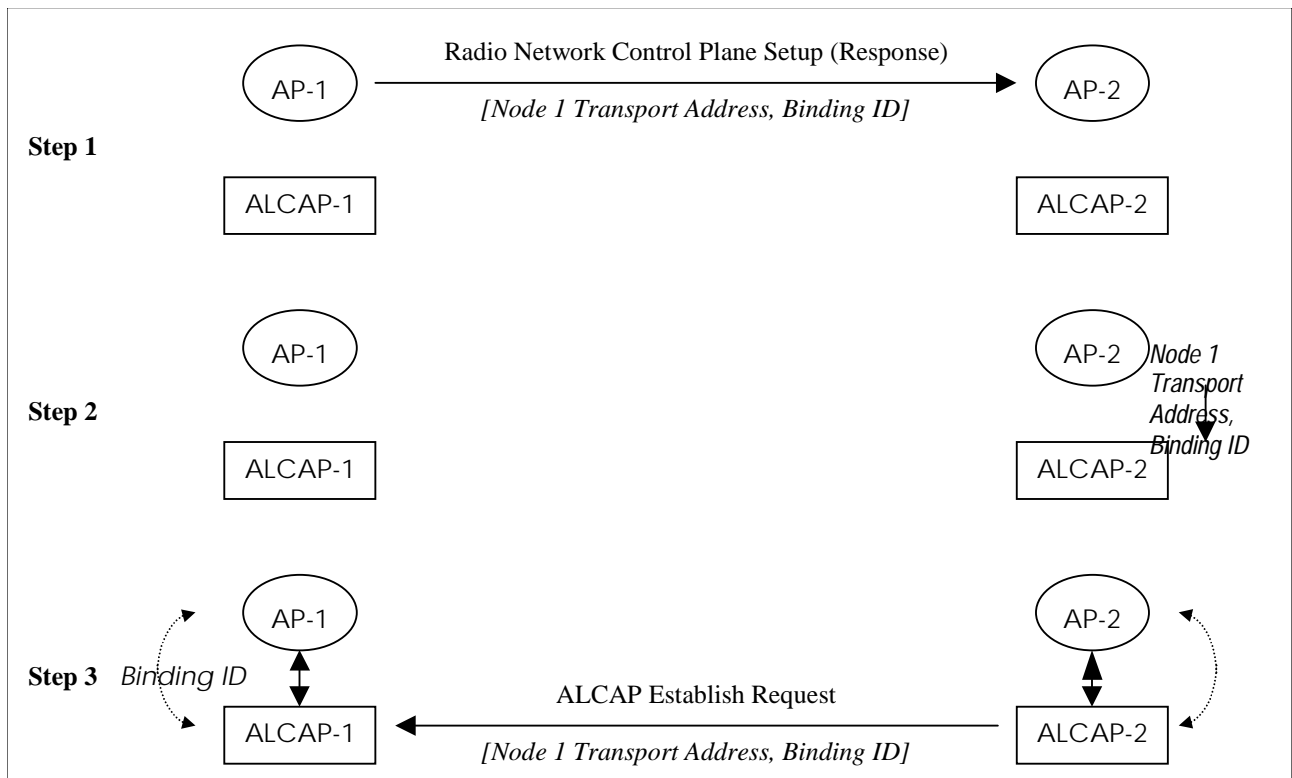 Radio Network Control Plane Setup (Response)
AP-1
AP-2
[Node 1 Transport Address, Binding ID]
Step 1
ALCAP-1
ALCAP-2
AP-1
AP-2
Node 1
Transport
Address,
Binding ID
Step 2
ALCAP-1
ALCAP-2
AP-1
AP-2
Step 3
Binding ID
ALCAP Establish Request
ALCAP-1
ALCAP-2
[Node 1 Transport Address, Binding ID]